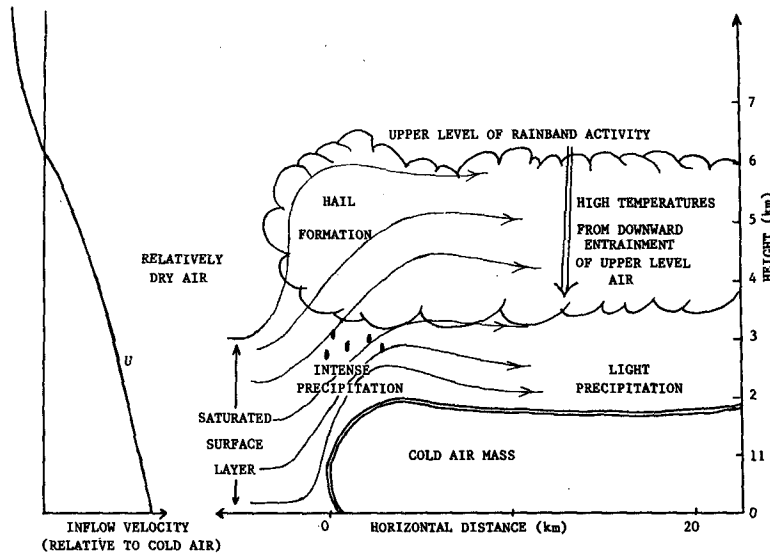 UPPER LEVEL OF RAINBAND ACTIVITY
HAIL
FORMATION
HIGH TEMPERATURES
FROM DOWNWARD
ENTRAINMENT
OF UPPER LEVEL
AIR
RELATIVELY
DRY AIR
U
INTENSE
PRECIPITATION
LIGHT
PRECIPITATION
SATURATED
SURFACE
LAYER
COLD AIR MASS
7
6
5
4
3
2
11
0
HEIGHT (km)
INFLOW VELOCITY
(RELATIVE TO COLD AIR)
0 HORIZONTAL DISTANCE (km) 20